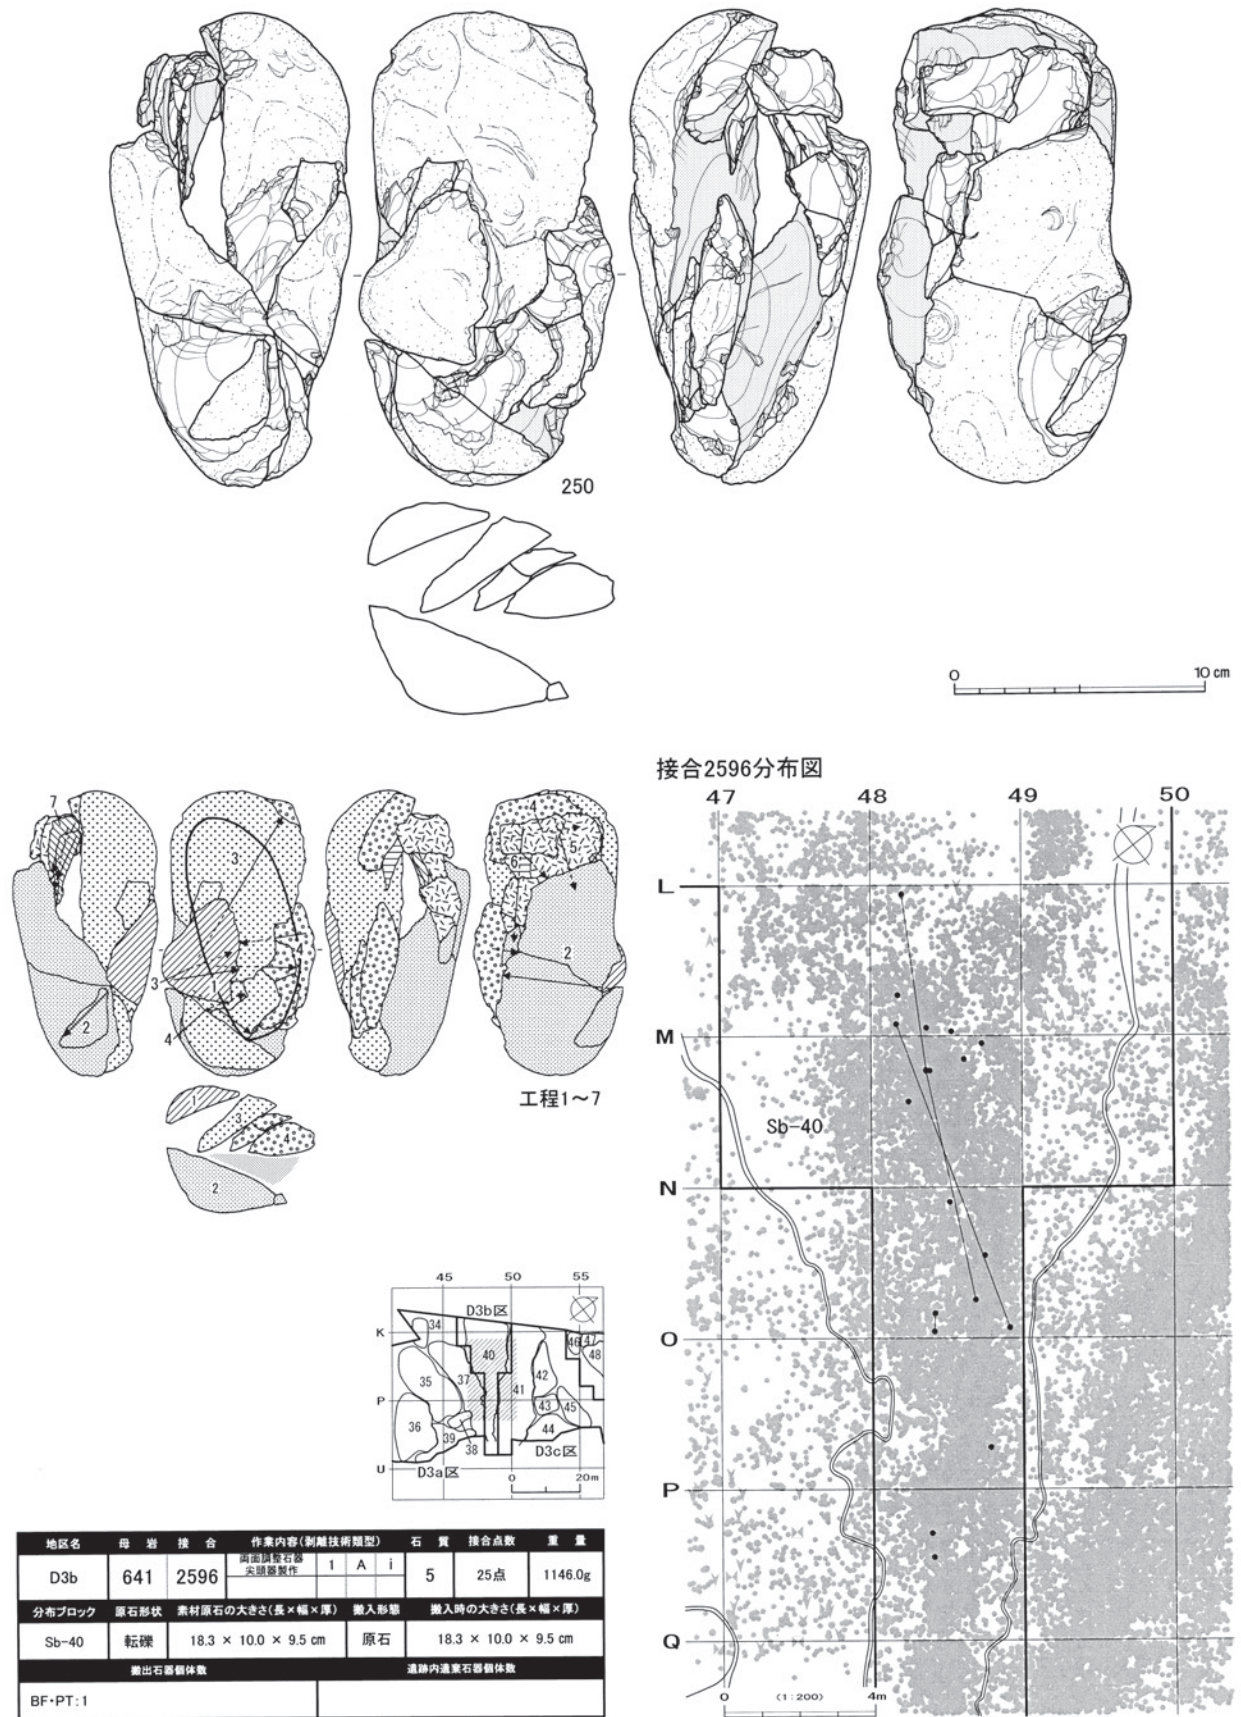 250
0 10 cm
7
2
3
3
1
4
4
4
5
6
2
工程1～7
1
3
4
2
接合2596分布図
47 48 49 50
L
M
Sb-40
N
O
P
Q
0 (1:200) 4m
45 50 55
D3b区
K
34
46 47
48
40
35
37
42
41
P
43 45
36
44
39
38
D3c区
U
D3a区
0 20m
地区名 母岩 接合 作業内容(剥離技術類型) 石質 接合点数 重量
D3b 641 2596 両面調整石器 尖頭器製作 1 A i 5 25点 1146.0g
分布ブロック 原石形状 素材原石の大きさ(長×幅×厚) 搬入形態 搬入時の大きさ(長×幅×厚)
Sb-40 転礫 18.3 × 10.0 × 9.5 cm 原石 18.3 × 10.0 × 9.5 cm
搬出石器個体数 遺跡内遺棄石器個体数
BF・PT:1